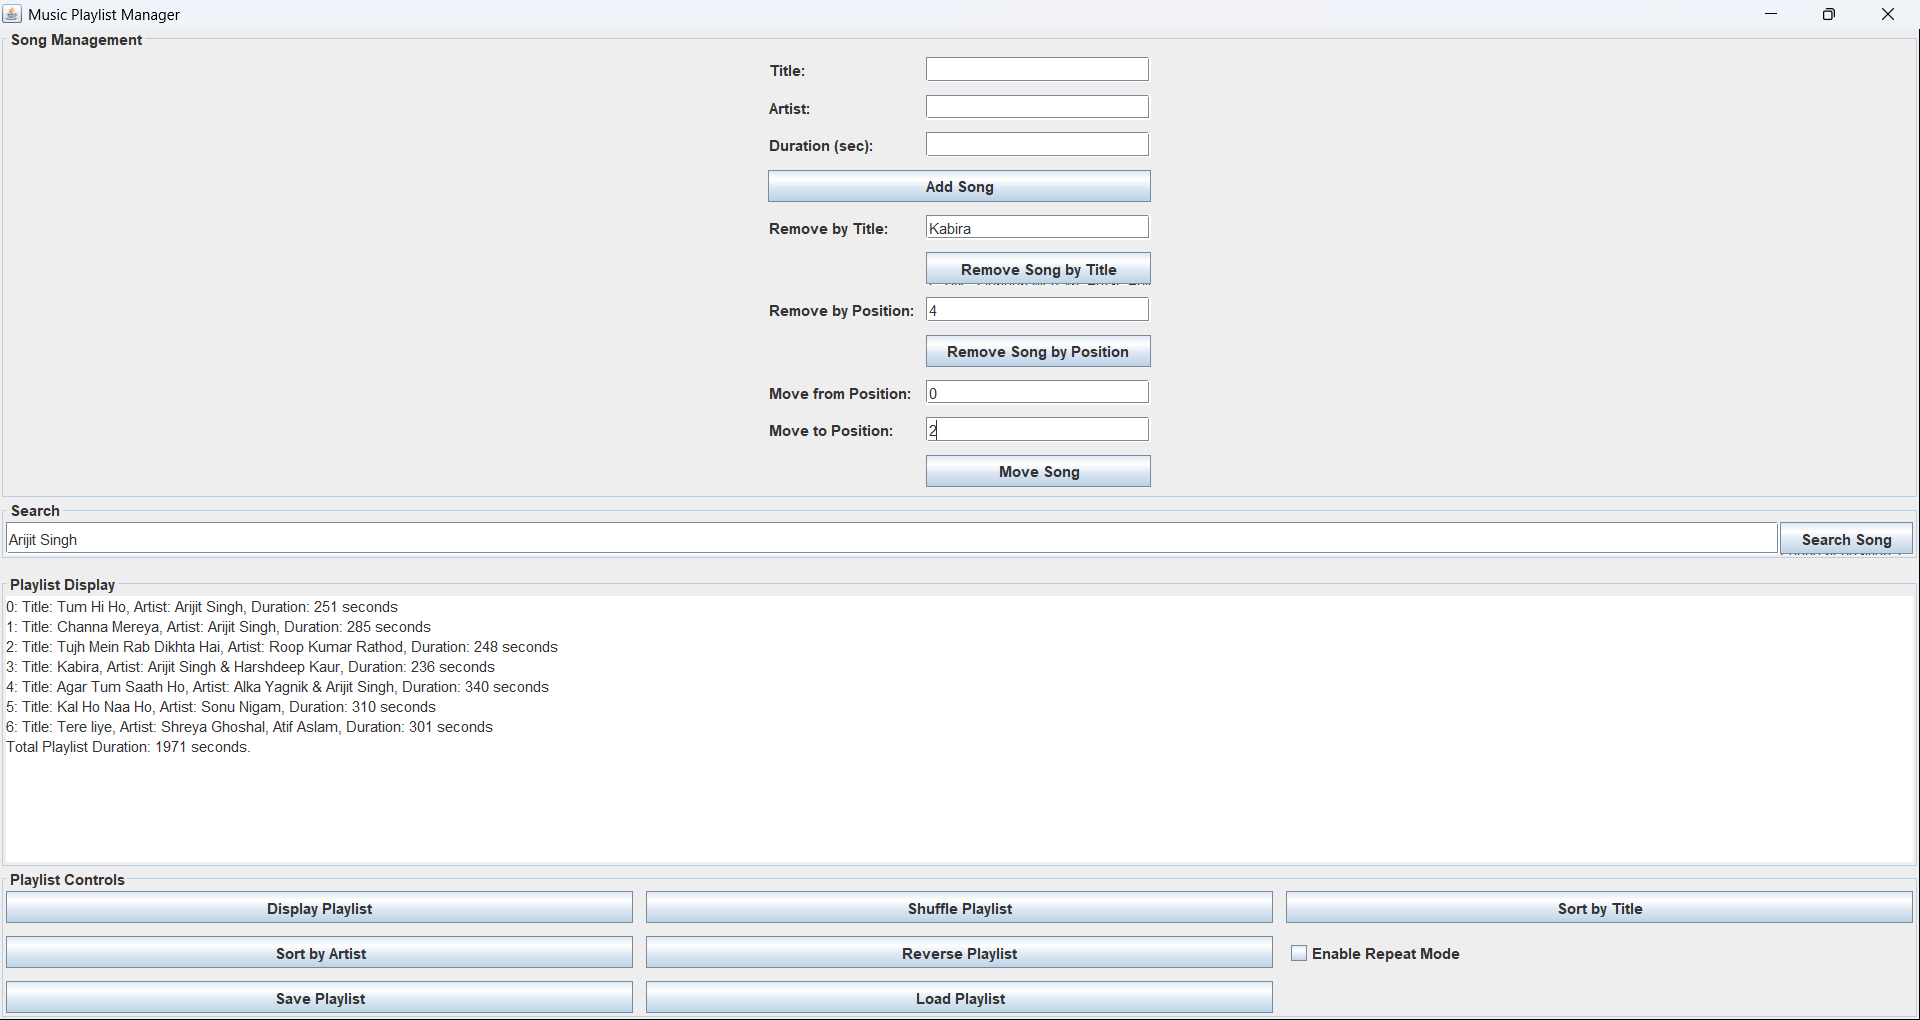 Music Playlist Manager
Song Management
Title:
Artist:
Duration (sec):
Add Song
Remove by Title: Kabira
Remove Song by Title
Remove by Position: 4
Remove Song by Position
Move from Position: 0
Move to Position: 2
Move Song
Search
Arijit Singh Search Song
Playlist Display
0: Title: Tum Hi Ho, Artist: Arijit Singh, Duration: 251 seconds
1: Title: Channa Mereya, Artist: Arijit Singh, Duration: 285 seconds
2: Title: Tujh Mein Rab Dikhta Hai, Artist: Roop Kumar Rathod, Duration: 248 seconds
3: Title: Kabira, Artist: Arijit Singh & Harshdeep Kaur, Duration: 236 seconds
4: Title: Agar Tum Saath Ho, Artist: Alka Yagnik & Arijit Singh, Duration: 340 seconds
5: Title: Kal Ho Naa Ho, Artist: Sonu Nigam, Duration: 310 seconds
6: Title: Tere liye, Artist: Shreya Ghoshal, Atif Aslam, Duration: 301 seconds
Total Playlist Duration: 1971 seconds.
Playlist Controls
Display Playlist Shuffle Playlist Sort by Title
Sort by Artist Reverse Playlist Enable Repeat Mode
Save Playlist Load Playlist